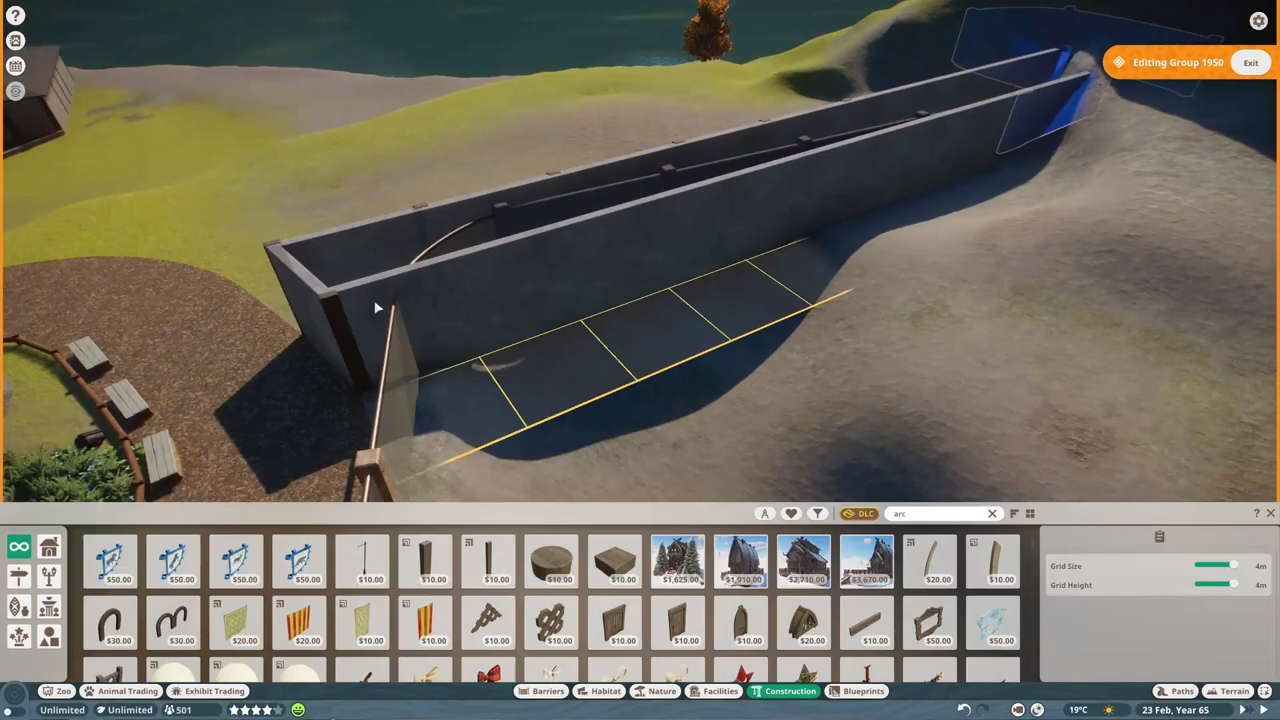 ?
Editing Group 1950
Exit
DLC
arc
?
$50.00 $50.00 $50.00 $50.00 $10.00 $10.00 $10.00 $10.00 $10.00 $1,625.00 $1,910.00 $2,710.00 $3,670.00 $20.00 $10.00
$30.00 $30.00 $20.00 $20.00 $10.00 $10.00 $10.00 $10.00 $10.00 $10.00 $10.00 $20.00 $10.00 $50.00 $50.00
Grid Size 4m
Grid Height 4m
Zoo Animal Trading Exhibit Trading Barriers Habitat Nature Facilities Construction Blueprints Paths Terrain
Unlimited Unlimited 501 19°C 23 Feb, Year 65